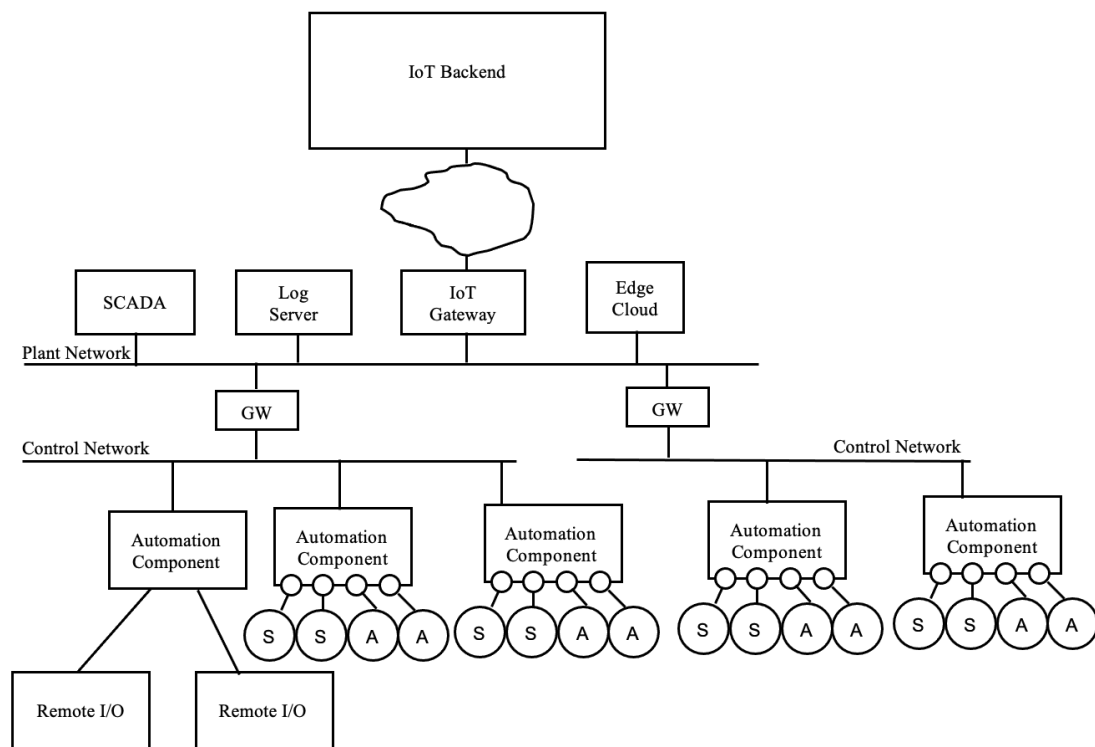 IoT Backend
SCADA
Log
Server
IoT
Gateway
Edge
Cloud
Plant Network
GW
GW
Control Network
Control Network
Automation
Component
Automation
Component
Automation
Component
Automation
Component
Automation
Component
S S A A
S S A A
S S A A
S S A A
Remote I/O
Remote I/O